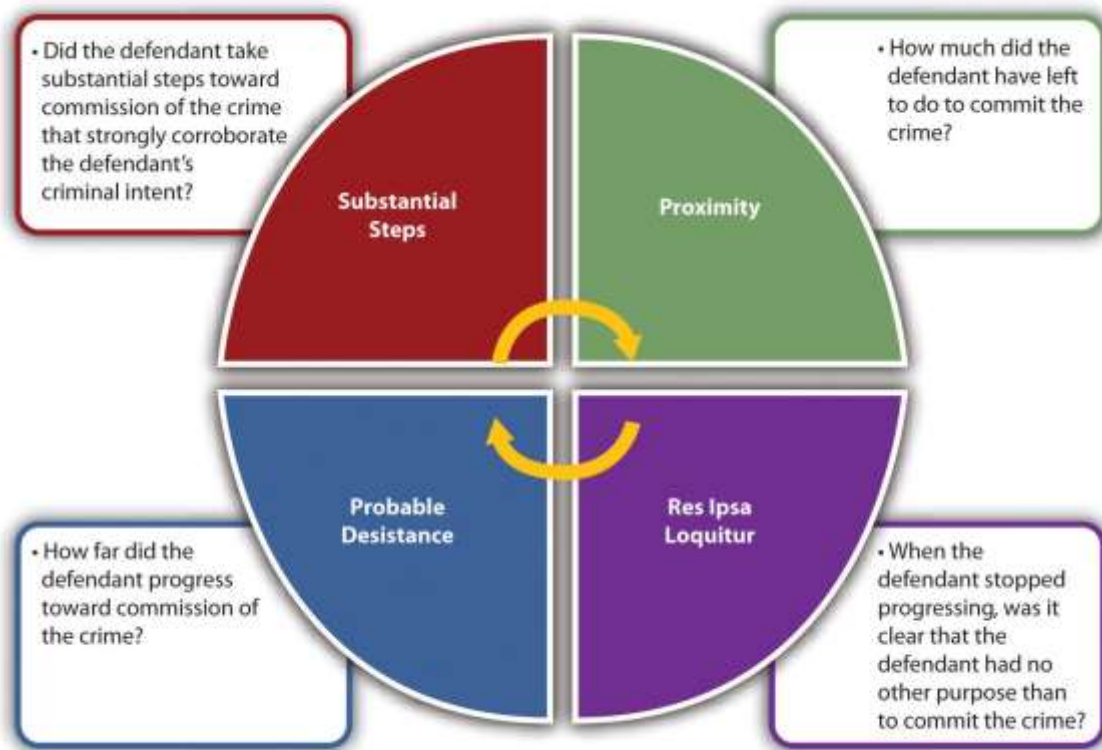 • Did the defendant take
substantial steps toward
commission of the crime
that strongly corroborate
the defendant's
criminal intent?
Substantial
Steps
Proximity
• How much did the
defendant have left
to do to commit the
crime?
Probable
Desistance
Res Ipsa
Loquitur
• How far did the
defendant progress
toward commission of
the crime?
• When the
defendant stopped
progressing, was it
clear that the
defendant had no
other purpose than
to commit the crime?